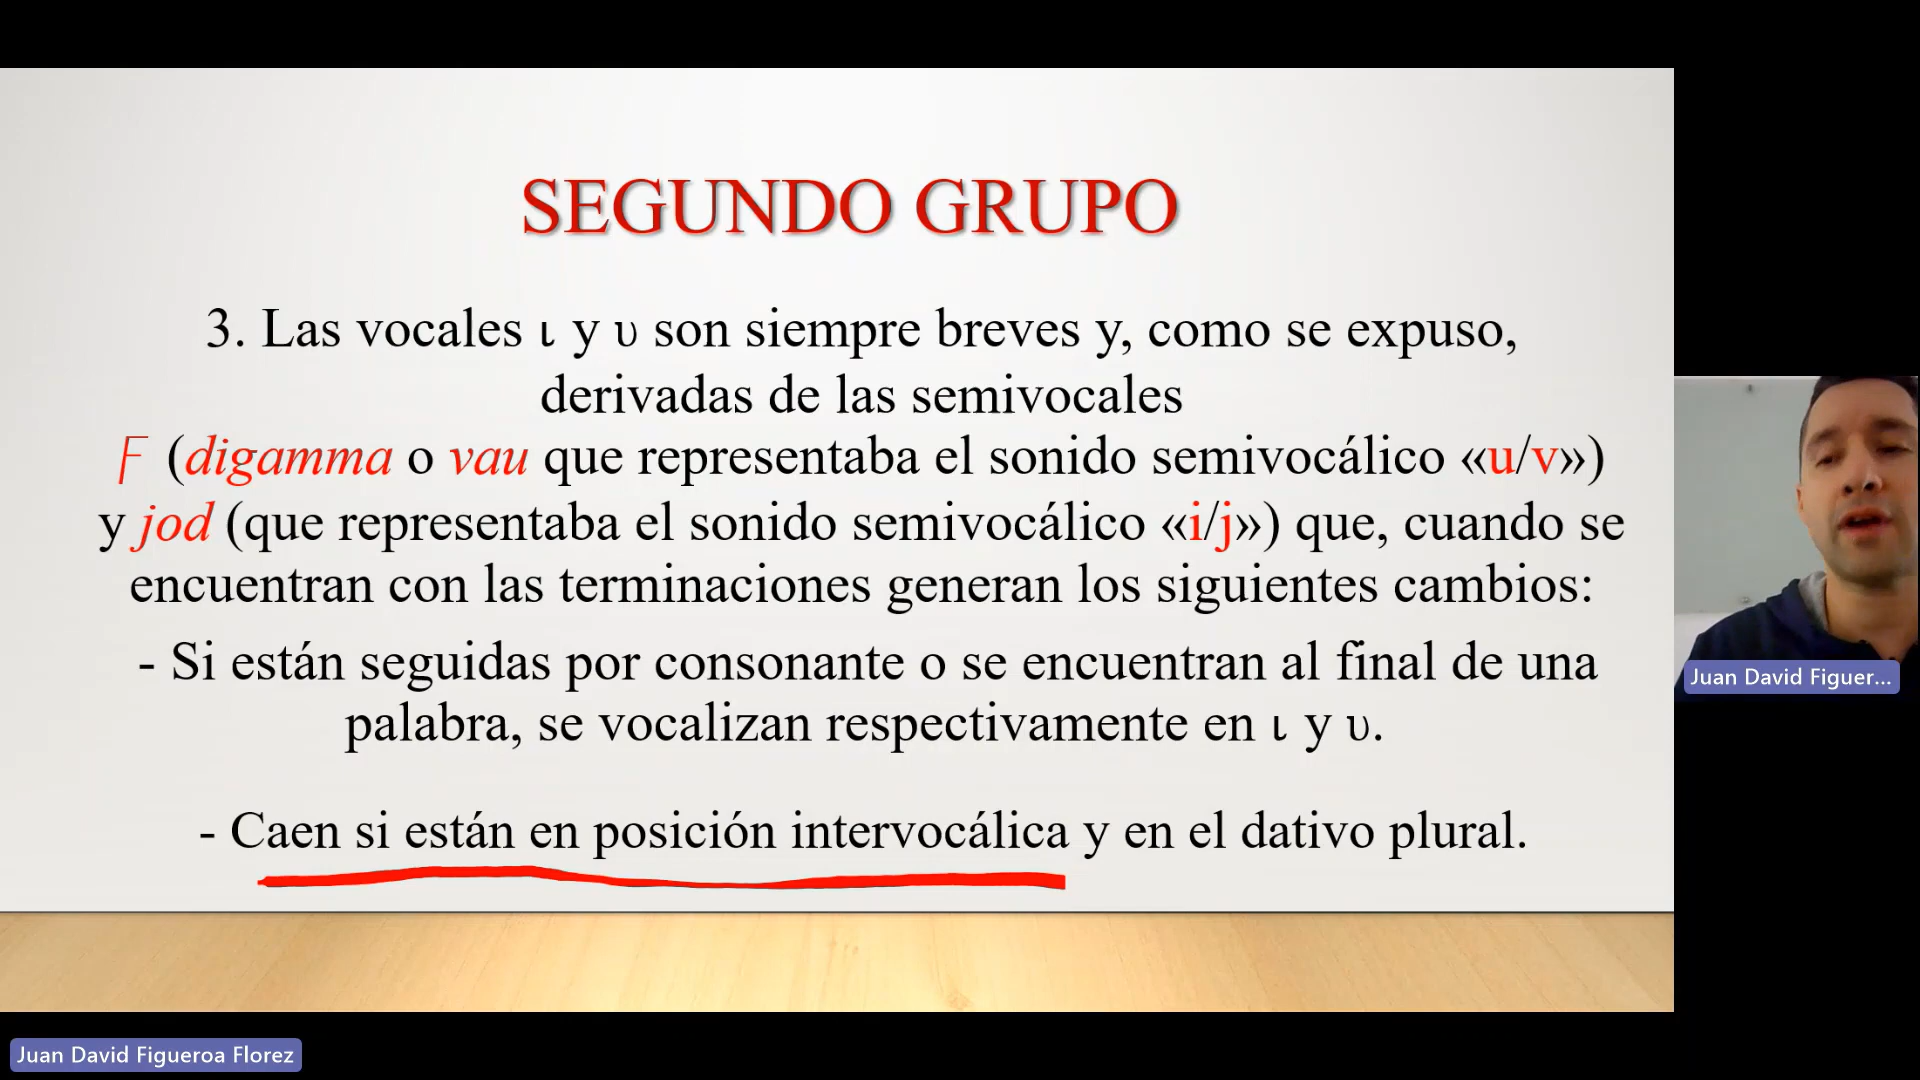 SEGUNDO GRUPO
3. Las vocales ι y υ son siempre breves y, como se expuso,
derivadas de las semivocales
Ϝ (digamma o vau que representaba el sonido semivocálico «u/v»)
y jod (que representaba el sonido semivocálico «i/j») que, cuando se
encuentran con las terminaciones generan los siguientes cambios:
- Si están seguidas por consonante o se encuentran al final de una
palabra, se vocalizan respectivamente en ι y υ.
- Caen si están en posición intervocálica y en el dativo plural.
Juan David Figuer...
Juan David Figueroa Florez